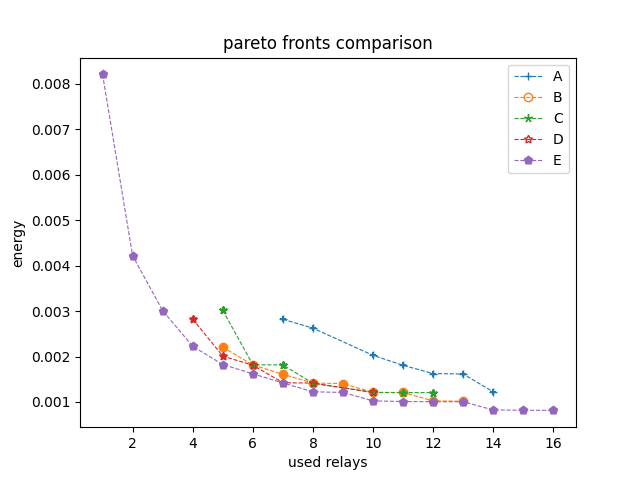 pareto fronts comparison
A
B
C
D
E
0.008
0.007
0.006
0.005
0.004
0.003
0.002
0.001
energy
2 4 6 8 10 12 14 16
used relays